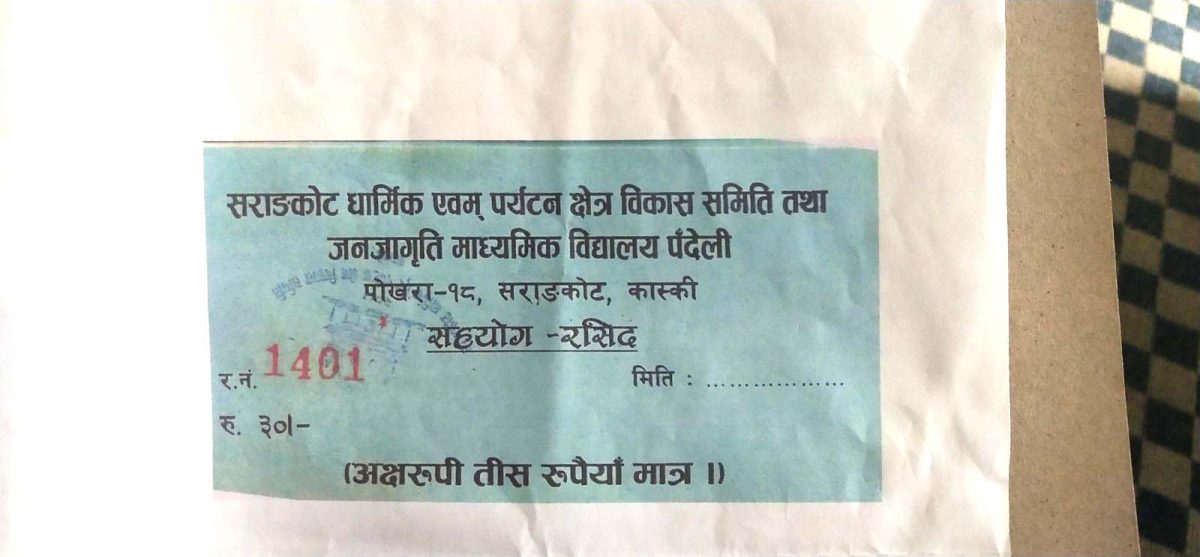 सराङकोट धार्मिक एवम् पर्यटन क्षेत्र विकास समिति तथा
जनजागृति माध्यमिक विद्यालय पँदेली
पोखरा-१८, सराङकोट, कास्की
सहयोग -रसिद
र.नं. 1401
मिति : ...................
रु. ३०।-
(अक्षरुपी तीस रुपैयाँ मात्र ।)